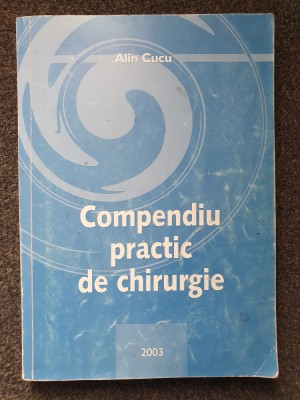 Alin Cucu
Compendiu
practic
de chirurgie
2003